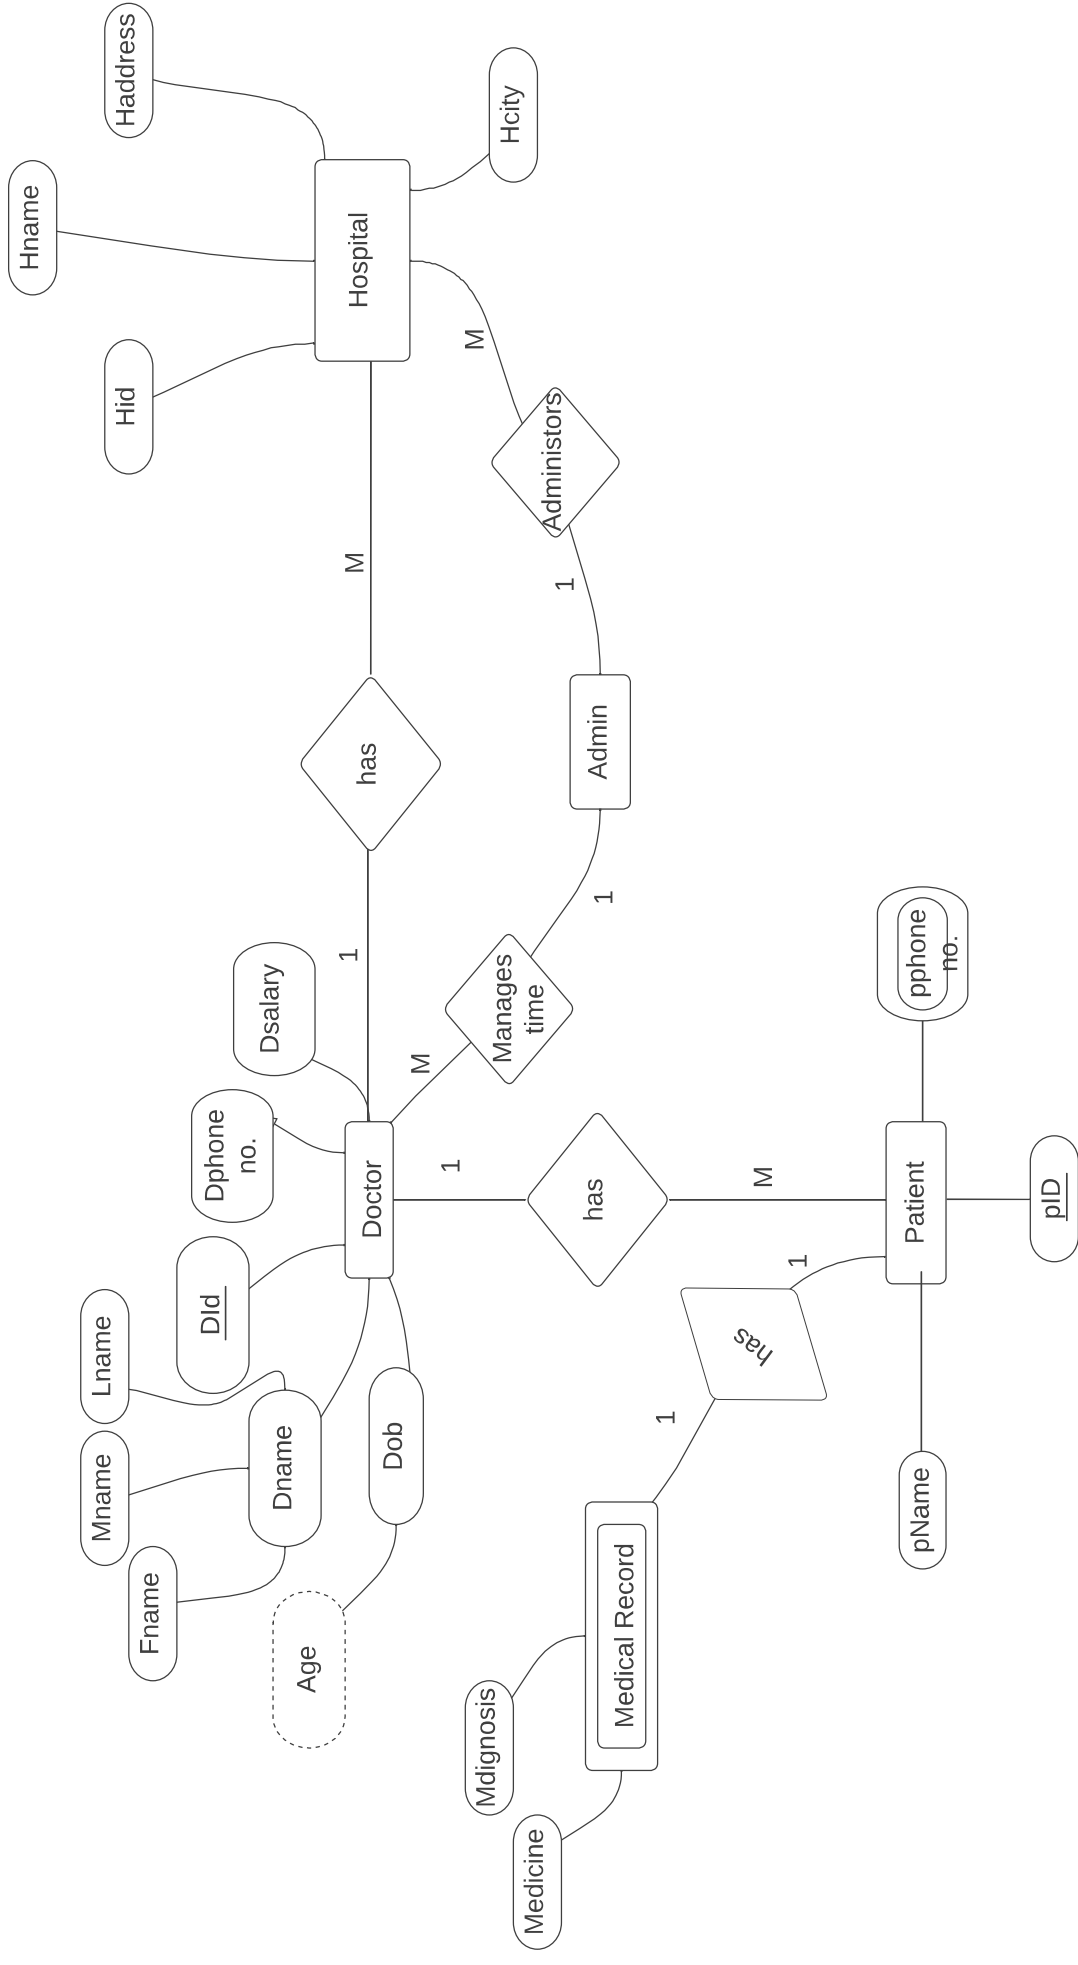 Fname
Mname
Lname
Hid
Hname
Haddress
Age
Dname
DId
Dphone
no.
Dsalary
Dob
Doctor
1
has
M
Hospital
Mdignosis
Medicine
1
M
Manages
time
M
Hcity
Administors
1
1
Admin
has
Medical Record
1
has
1
M
pName
Patient
pphone
no.
pID